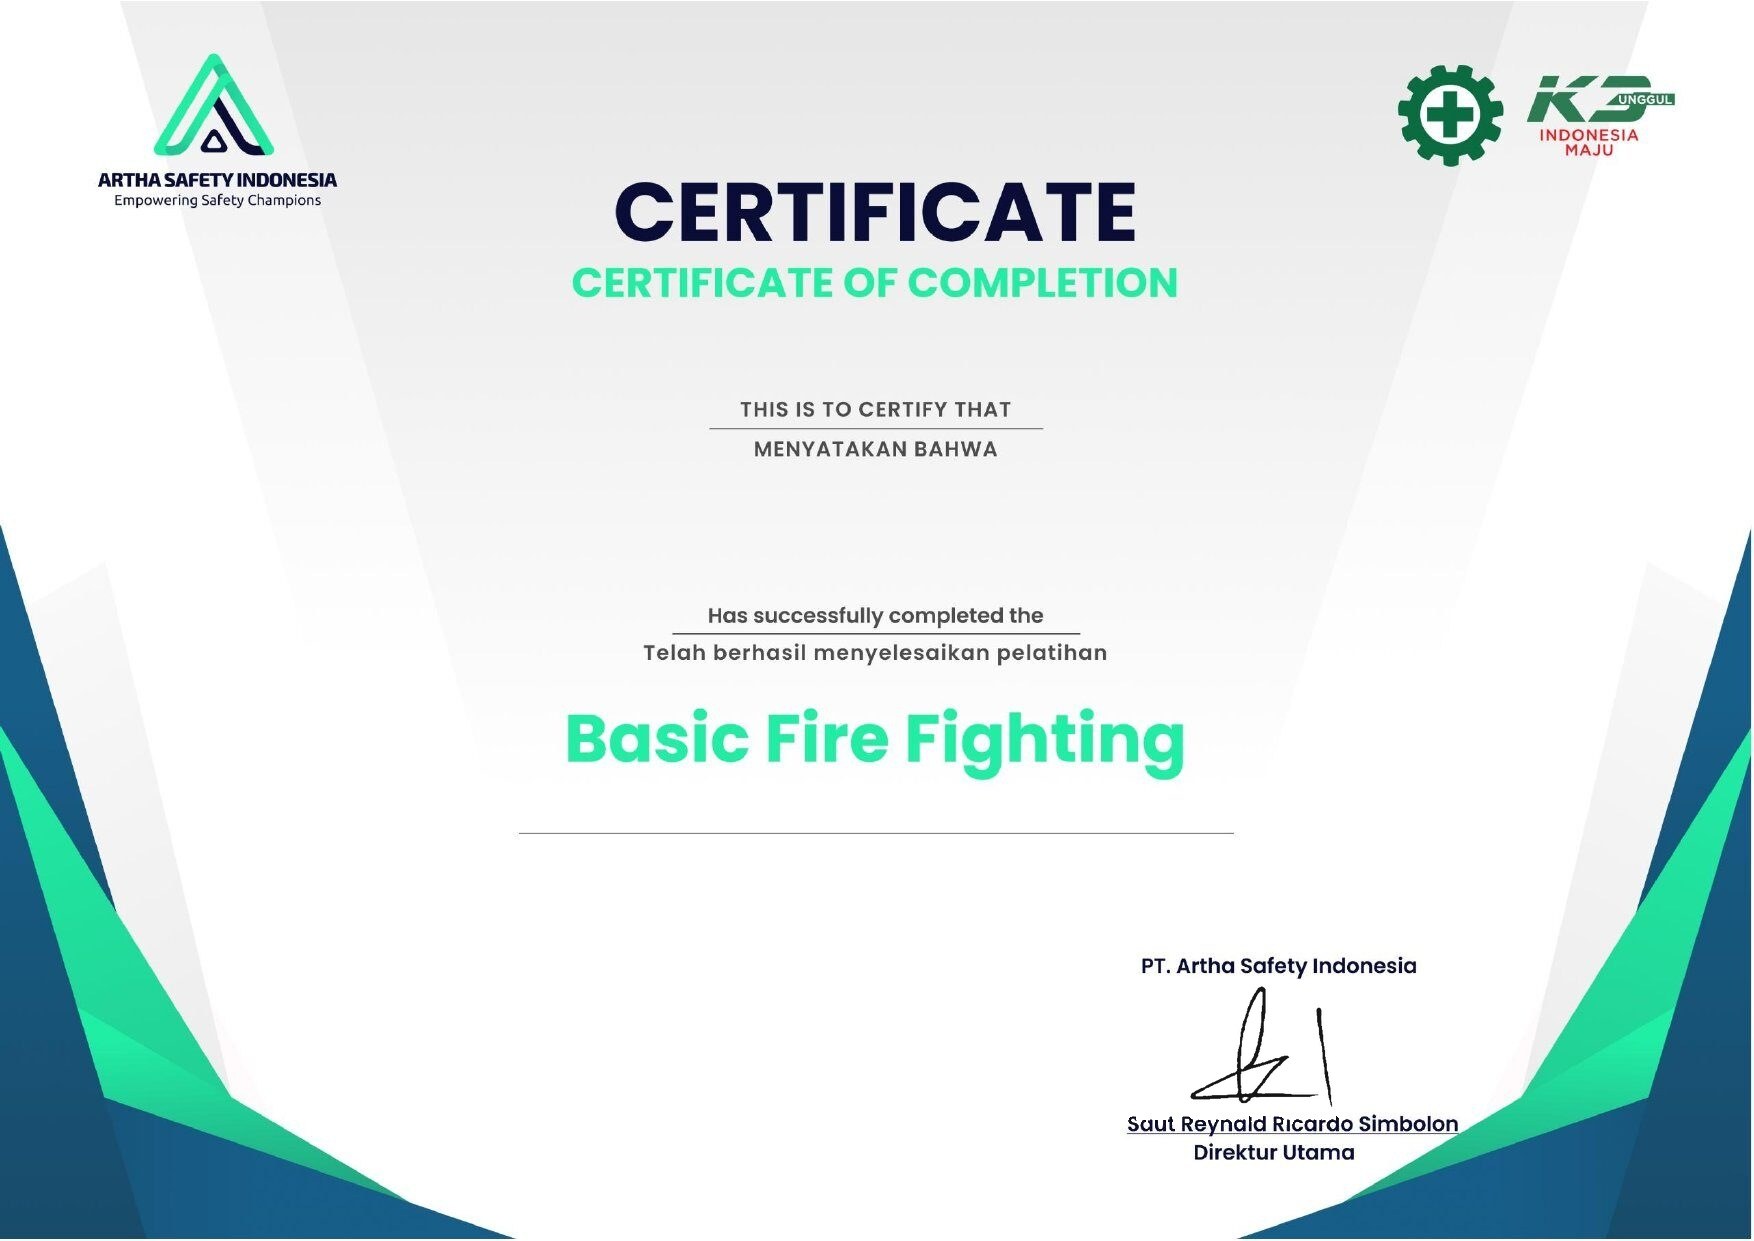 ARTHA SAFETY INDONESIA
Empowering Safety Champions
K3
UNGGUL
INDONESIA
MAJU
CERTIFICATE
CERTIFICATE OF COMPLETION
THIS IS TO CERTIFY THAT
MENYATAKAN BAHWA
Has successfully completed the
Telah berhasil menyelesaikan pelatihan
Basic Fire Fighting
PT. Artha Safety Indonesia
Saut Reynald Ricardo Simbolon
Direktur Utama